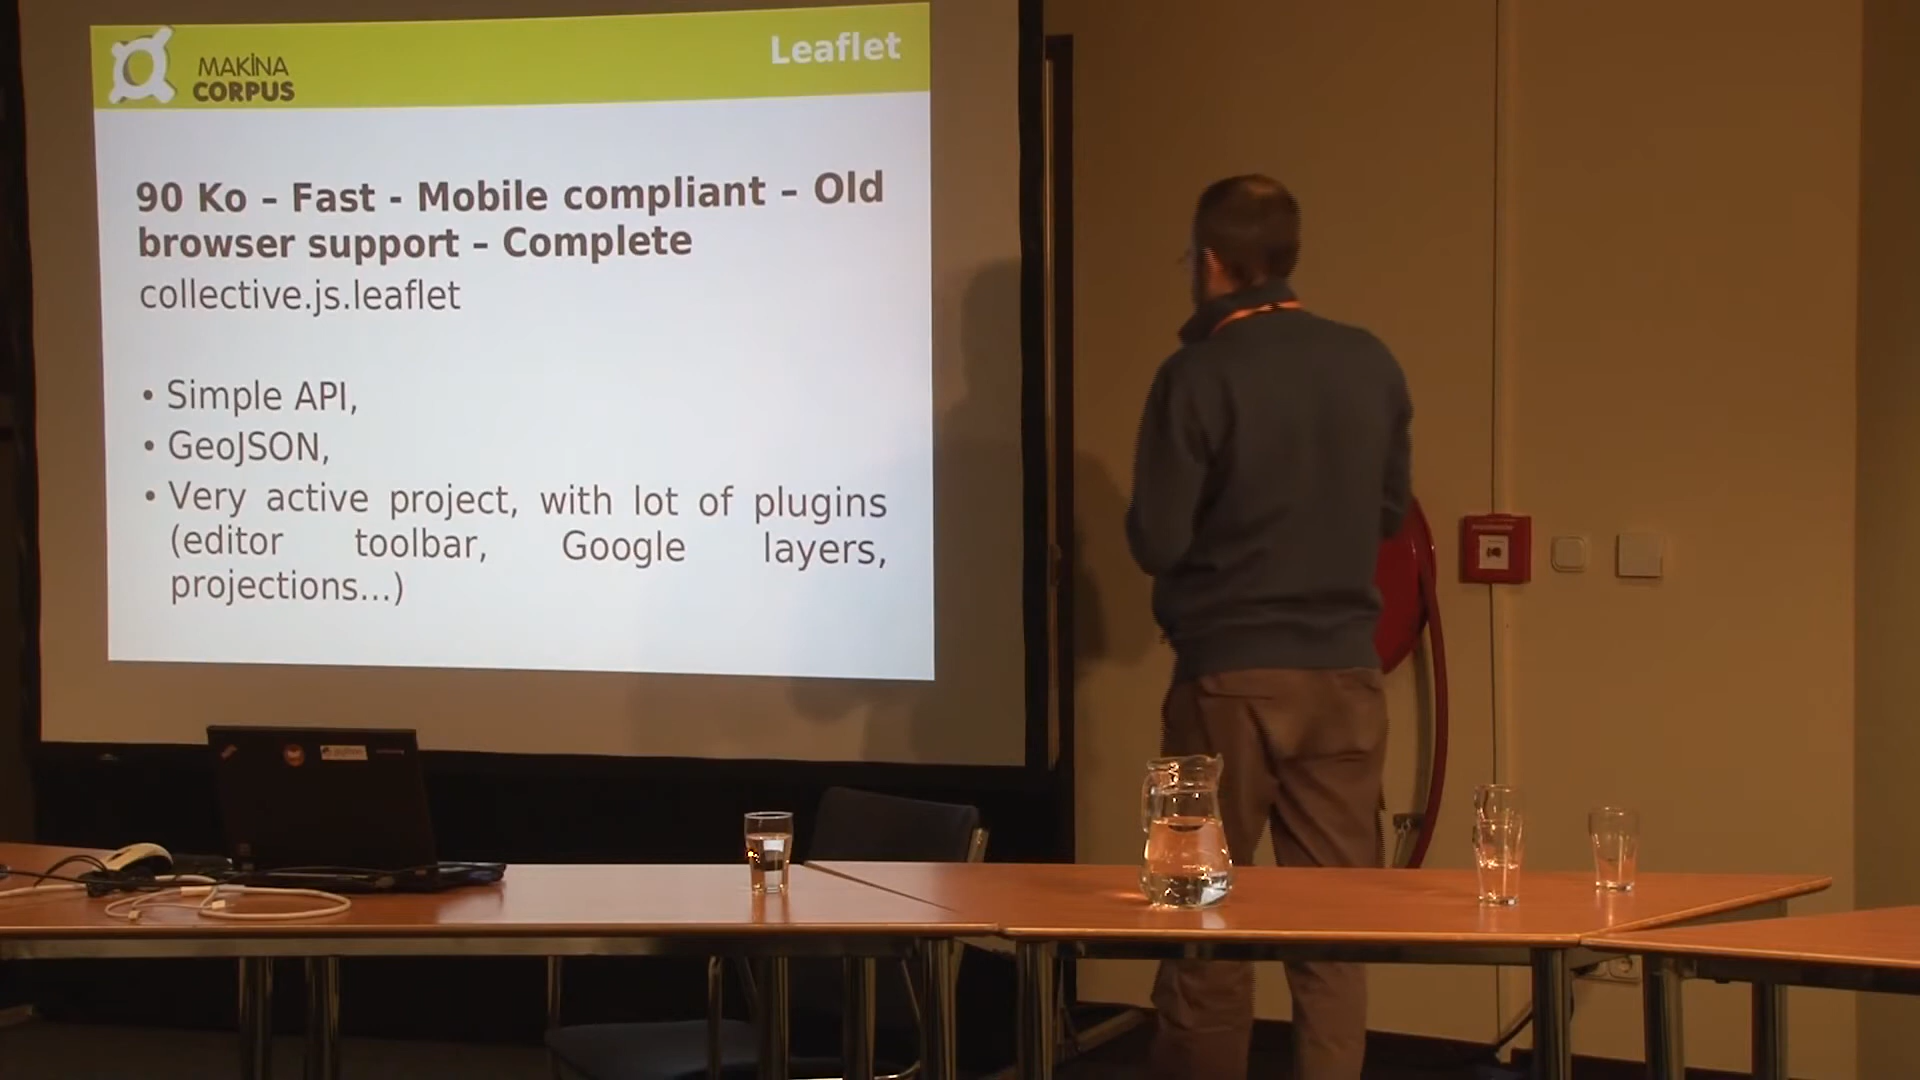 MAKINA
CORPUS
Leaflet
90 Ko – Fast - Mobile compliant – Old
browser support – Complete
collective.js.leaflet
• Simple API,
• GeoJSON,
• Very active project, with lot of plugins
(editor toolbar, Google layers,
projections...)
python